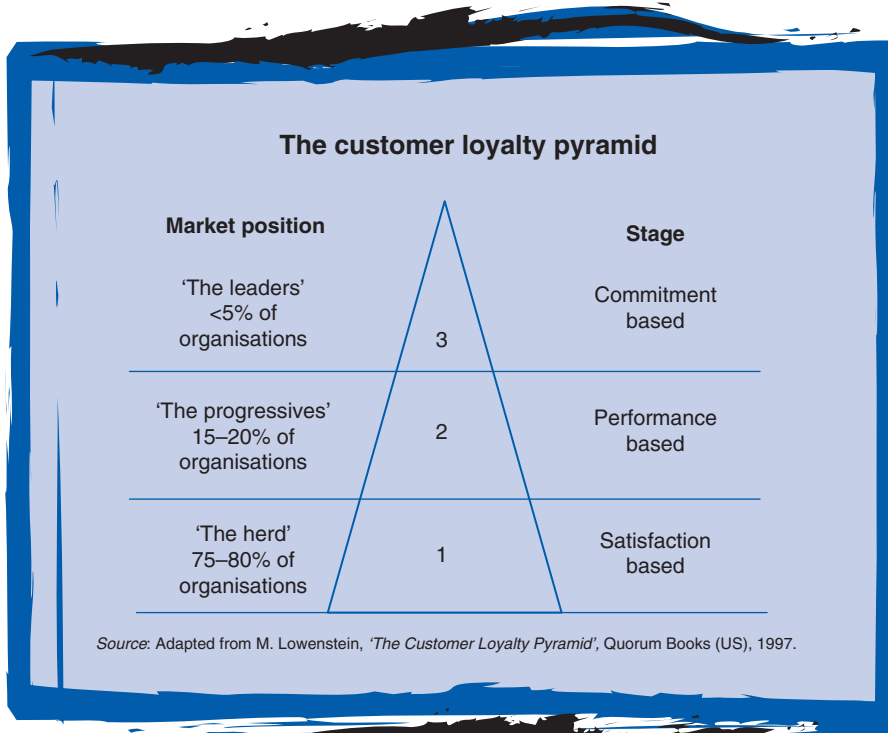 The customer loyalty pyramid
Market position
Stage
‘The leaders’
<5% of
organisations
3
Commitment
based
‘The progressives’
15–20% of
organisations
2
Performance
based
‘The herd’
75–80% of
organisations
1
Satisfaction
based
Source: Adapted from M. Lowenstein, ‘The Customer Loyalty Pyramid’, Quorum Books (US), 1997.